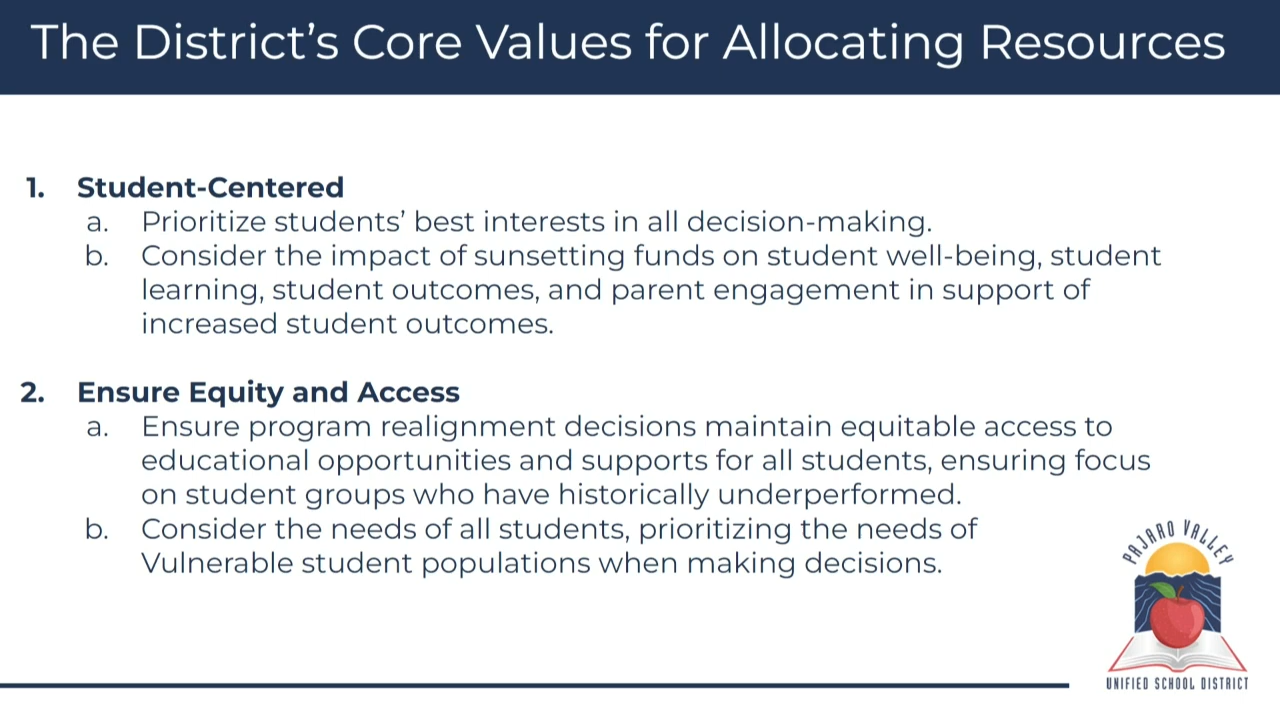 The District's Core Values for Allocating Resources
1. Student-Centered
a. Prioritize students' best interests in all decision-making.
b. Consider the impact of sunsetting funds on student well-being, student
learning, student outcomes, and parent engagement in support of
increased student outcomes.
2. Ensure Equity and Access
a. Ensure program realignment decisions maintain equitable access to
educational opportunities and supports for all students, ensuring focus
on student groups who have historically underperformed.
b. Consider the needs of all students, prioritizing the needs of
Vulnerable student populations when making decisions.
PAJARO VALLEY
UNIFIED SCHOOL DISTRICT